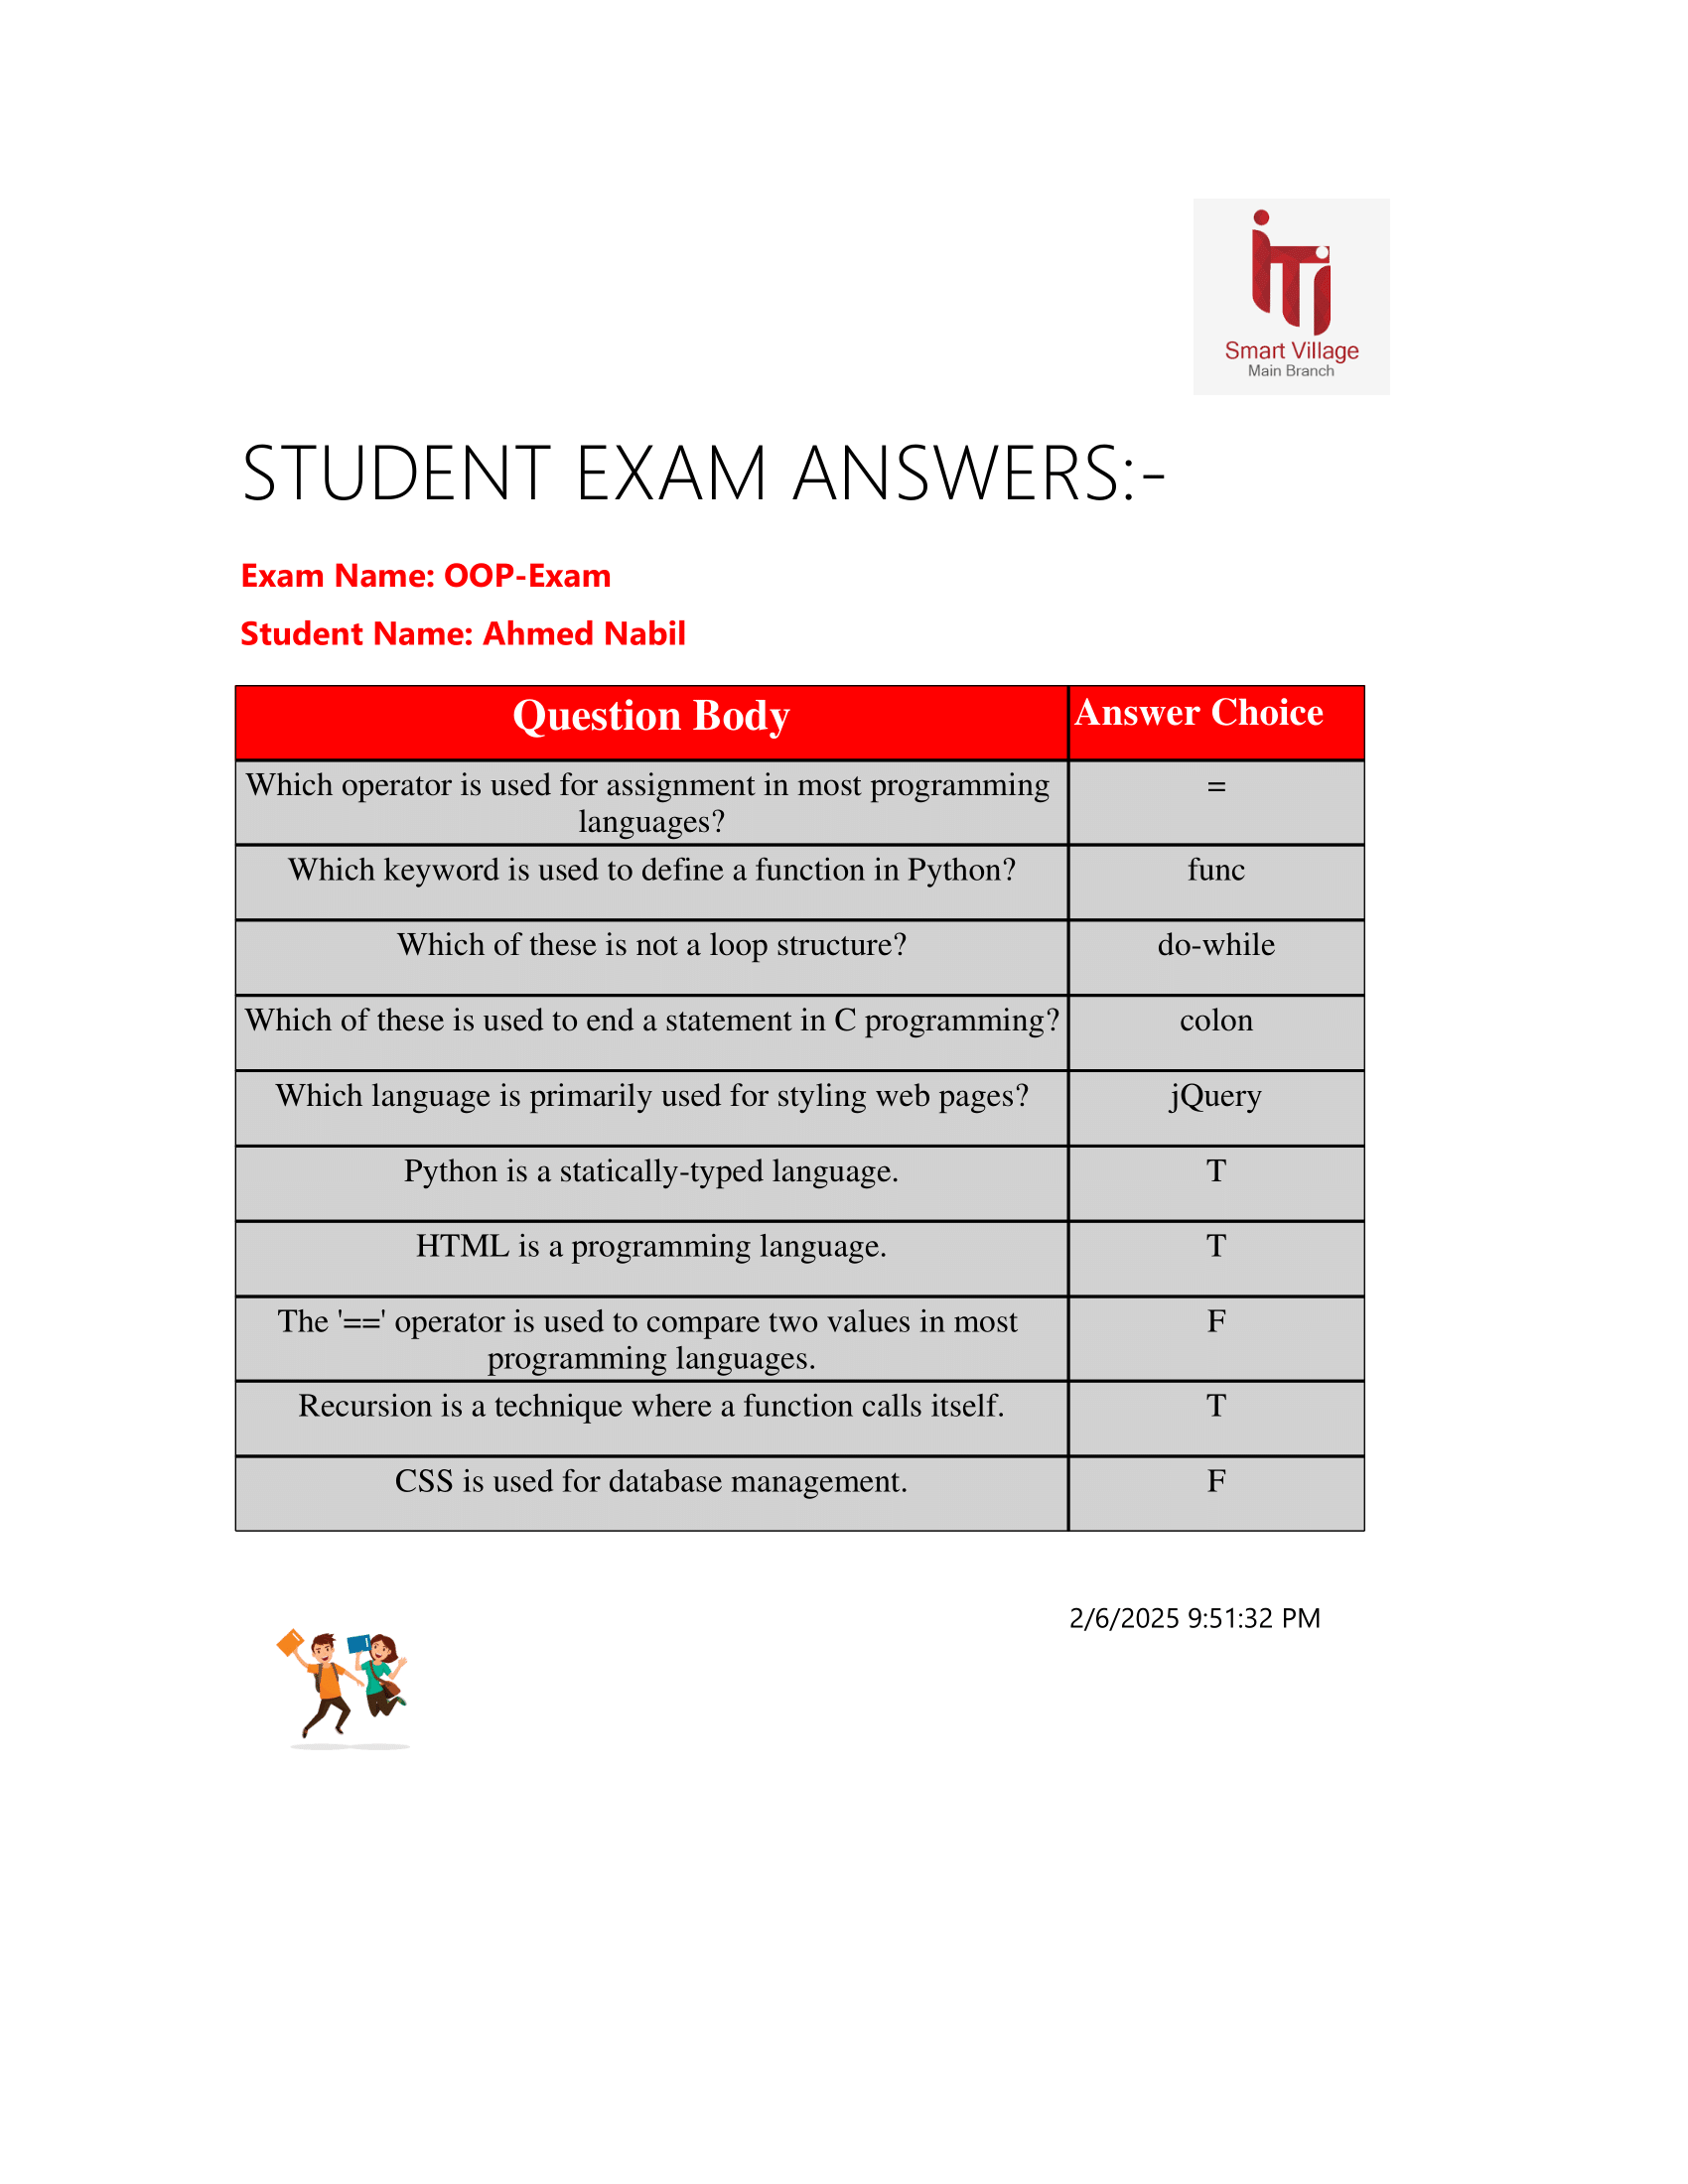 iTi
Smart Village
Main Branch
STUDENT EXAM ANSWERS:-
Exam Name: OOP-Exam
Student Name: Ahmed Nabil
Question Body Answer Choice
Which operator is used for assignment in most programming =
languages?
Which keyword is used to define a function in Python? func
Which of these is not a loop structure? do-while
Which of these is used to end a statement in C programming? colon
Which language is primarily used for styling web pages? jQuery
Python is a statically-typed language. T
HTML is a programming language. T
The '==' operator is used to compare two values in most F
programming languages.
Recursion is a technique where a function calls itself. T
CSS is used for database management. F
2/6/2025 9:51:32 PM